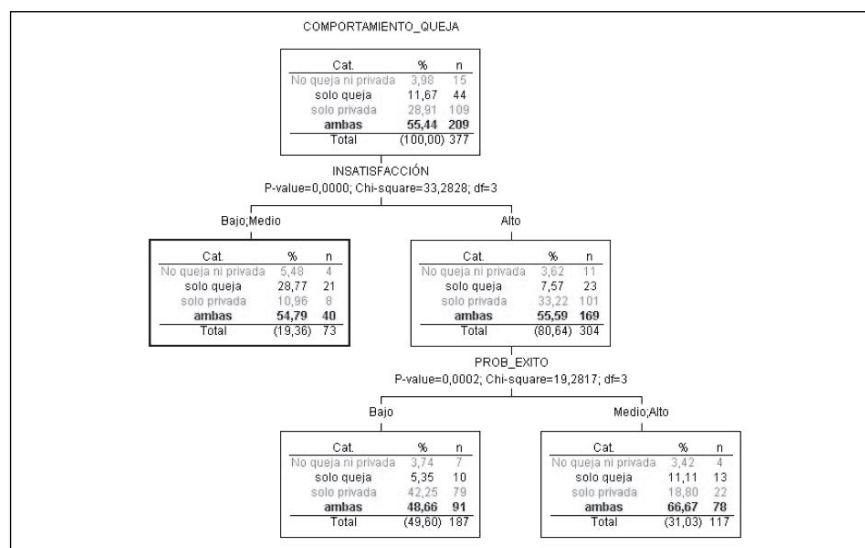 COMPORTAMIENTO_QUEJA
Cat. % n
No queja ni privada 3,98 15
solo queja 11,67 44
solo privada 28,91 109
ambas 55,44 209
Total (100,00) 377
INSATISFACCIÓN
P-value=0,0000; Chi-square=33,2828; df=3
Bajo;Medio
Alto
Cat. % n
No queja ni privada 5,48 4
solo queja 28,77 21
solo privada 10,96 8
ambas 54,79 40
Total (19,36) 73
Cat. % n
No queja ni privada 3,62 11
solo queja 7,57 23
solo privada 33,22 101
ambas 55,59 169
Total (80,64) 304
PROB_EXITO
P-value=0,0002; Chi-square=19,2817; df=3
Bajo
Medio;Alto
Cat. % n
No queja ni privada 3,74 7
solo queja 5,35 10
solo privada 42,25 79
ambas 48,66 91
Total (49,60) 187
Cat. % n
No queja ni privada 3,42 4
solo queja 11,11 13
solo privada 18,80 22
ambas 66,67 78
Total (31,03) 117